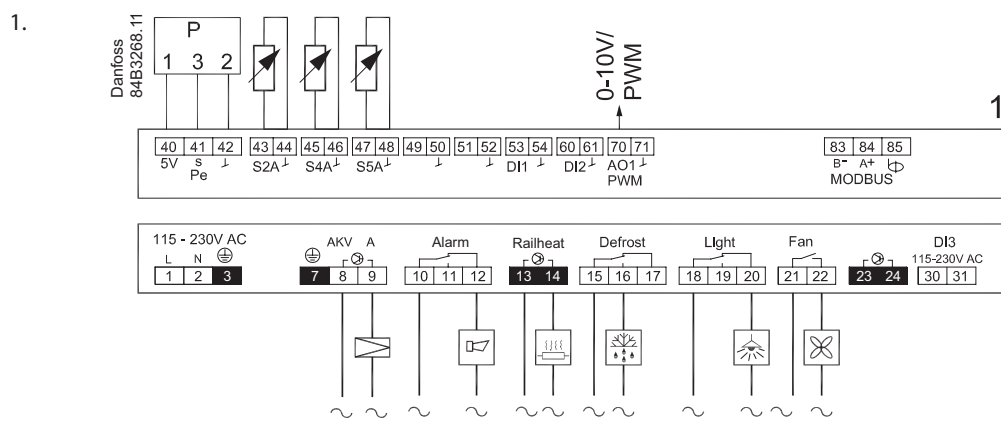 1.
Danfoss
84B3268.11
P
1 3 2
0-10V/
PWM
1
40 41 42 43 44 45 46 47 48 49 50 51 52 53 54 60 61 70 71 83 84 85
5V s S2A S4A S5A DI1 DI2 AO1 B- A+
Pe PWM MODBUS
115 - 230V AC AKV A Alarm Railheat Defrost LIght Fan DI3
L N 115-230V AC
1 2 3 7 8 9 10 11 12 13 14 15 16 17 18 19 20 21 22 23 24 30 31